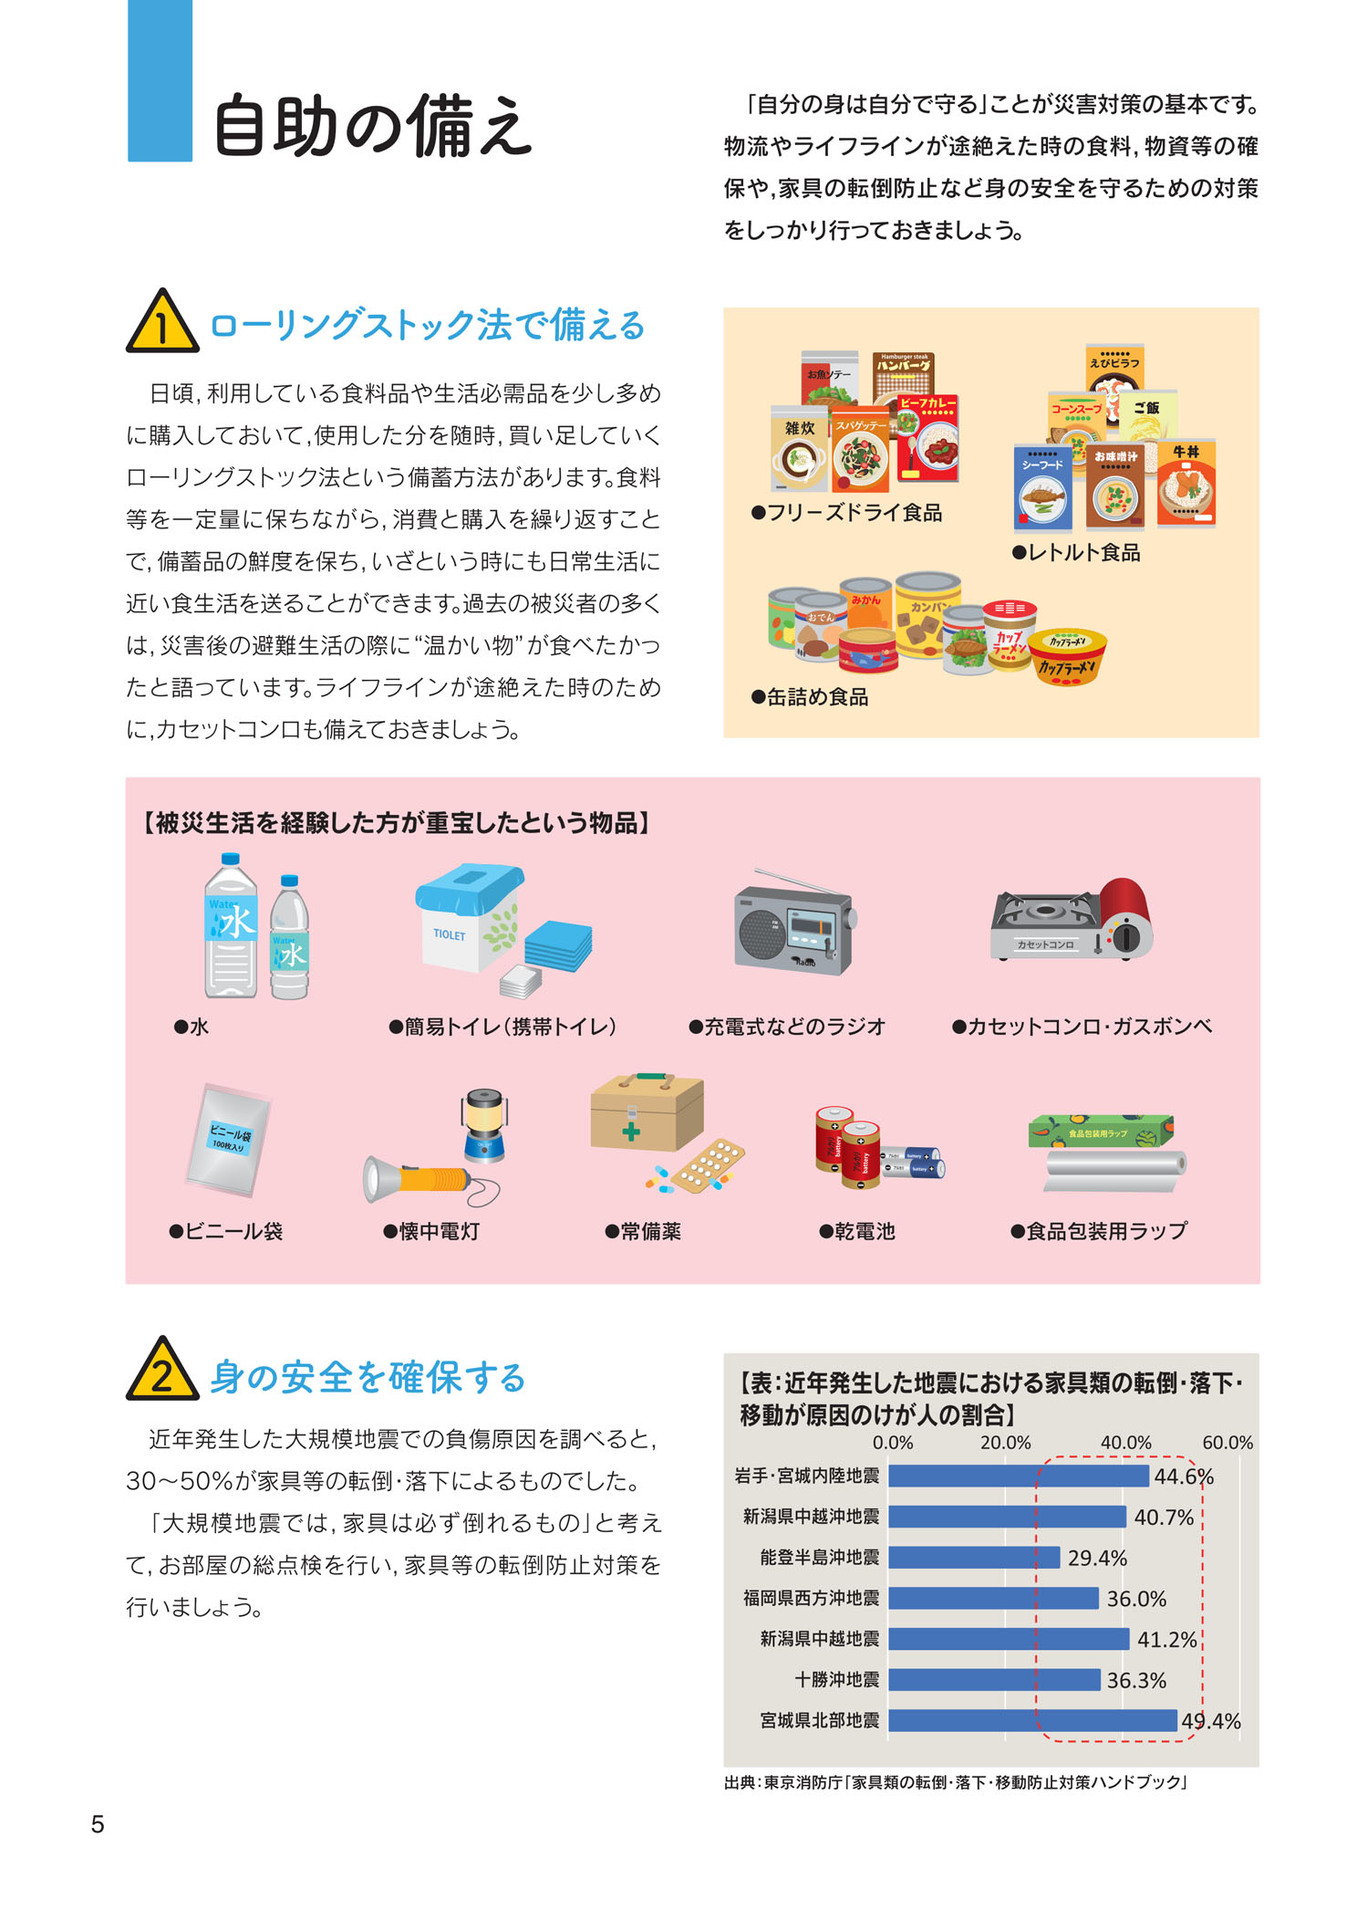 自助の備え
「自分の身は自分で守る」ことが災害対策の基本です。
物流やライフラインが途絶えた時の食料,物資等の確
保や,家具の転倒防止など身の安全を守るための対策
をしっかり行っておきましょう。
1 ローリングストック法で備える
日頃,利用している食料品や生活必需品を少し多め
に購入しておいて,使用した分を随時,買い足していく
ローリングストック法という備蓄方法があります。食料
等を一定量に保ちながら,消費と購入を繰り返すこと
で,備蓄品の鮮度を保ち,いざという時にも日常生活に
近い食生活を送ることができます。過去の被災者の多く
は,災害後の避難生活の際に“温かい物”が食べたかっ
たと語っています。ライフラインが途絶えた時のため
に,カセットコンロも備えておきましょう。
お魚ソテー
Hamburger steak
ハンバーグ
雑炊
スパゲッテー
ビーフカレー
●フリーズドライ食品
えびピラフ
コーンスープ
ご飯
シーフード
お味噌汁
牛丼
●レトルト食品
おでん
みかん
カンパン
カップ
ラーメン
カップラーメン
カップラーメン
●缶詰め食品
【被災生活を経験した方が重宝したという物品】
Water
水
Water
水
TIOLET
Radio
カセットコンロ
●水
●簡易トイレ(携帯トイレ)
●充電式などのラジオ
●カセットコンロ・ガスボンベ
ビニール袋
100枚入り
battery
battery
battery
食品包装用ラップ
●ビニール袋
●懐中電灯
●常備薬
●乾電池
●食品包装用ラップ
2 身の安全を確保する
近年発生した大規模地震での負傷原因を調べると,
30〜50%が家具等の転倒・落下によるものでした。
「大規模地震では,家具は必ず倒れるもの」と考え
て,お部屋の総点検を行い,家具等の転倒防止対策を
行いましょう。
【表:近年発生した地震における家具類の転倒・落下・
移動が原因のけが人の割合】
0.0% 20.0% 40.0% 60.0%
岩手・宮城内陸地震 44.6%
新潟県中越沖地震 40.7%
能登半島沖地震 29.4%
福岡県西方沖地震 36.0%
新潟県中越地震 41.2%
十勝沖地震 36.3%
宮城県北部地震 49.4%
出典:東京消防庁「家具類の転倒・落下・移動防止対策ハンドブック」
5